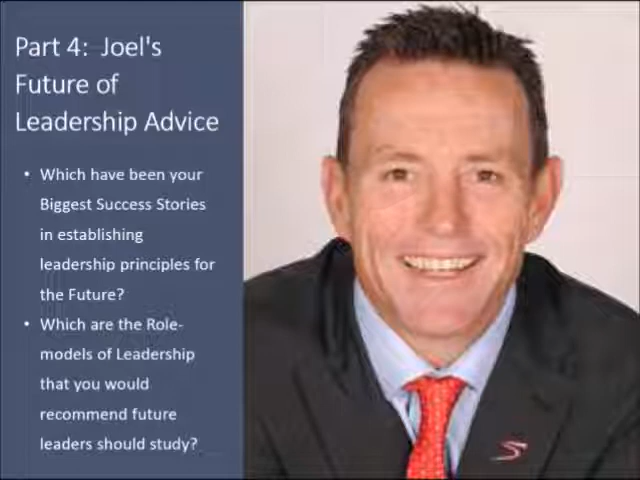 Part 4: Joel's
Future of
Leadership Advice
• Which have been your
Biggest Success Stories
in establishing
leadership principles for
the Future?
• Which are the Role-
models of Leadership
that you would
recommend future
leaders should study?